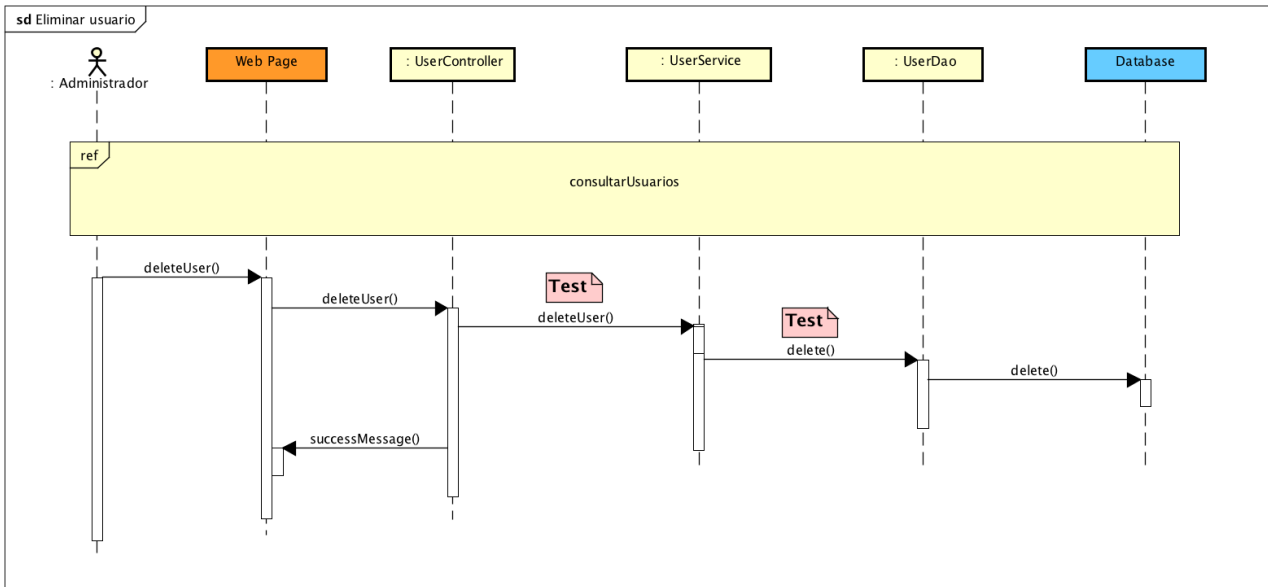 sd Eliminar usuario
: Administrador
Web Page
: UserController
: UserService
: UserDao
Database
ref
consultarUsuarios
deleteUser()
deleteUser()
Test
deleteUser()
Test
delete()
delete()
successMessage()